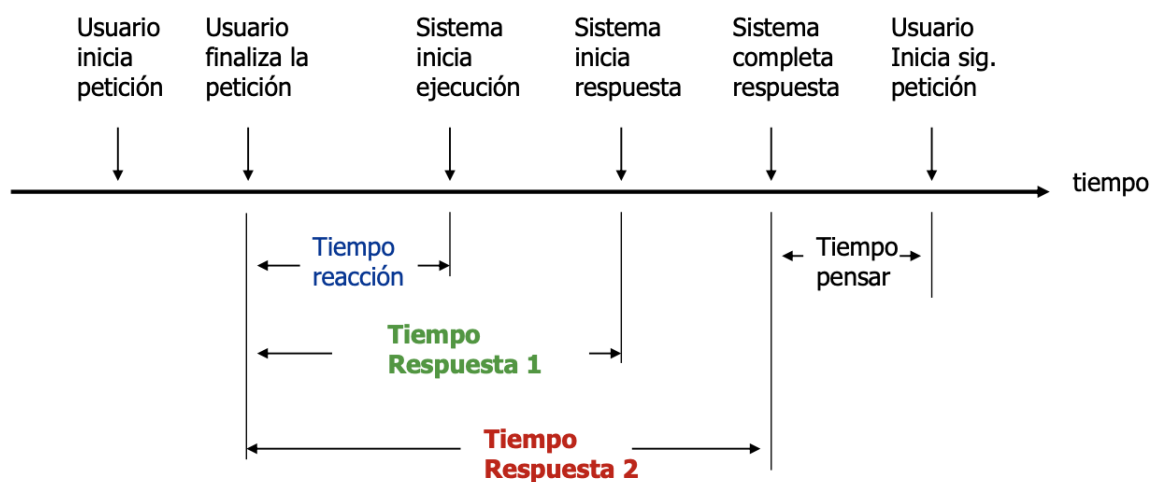 Usuario
inicia
petición
Usuario
finaliza la
petición
Sistema
inicia
ejecución
Sistema
inicia
respuesta
Sistema
completa
respuesta
Usuario
Inicia sig.
petición
tiempo
Tiempo
reacción
Tiempo
pensar
Tiempo
Respuesta 1
Tiempo
Respuesta 2